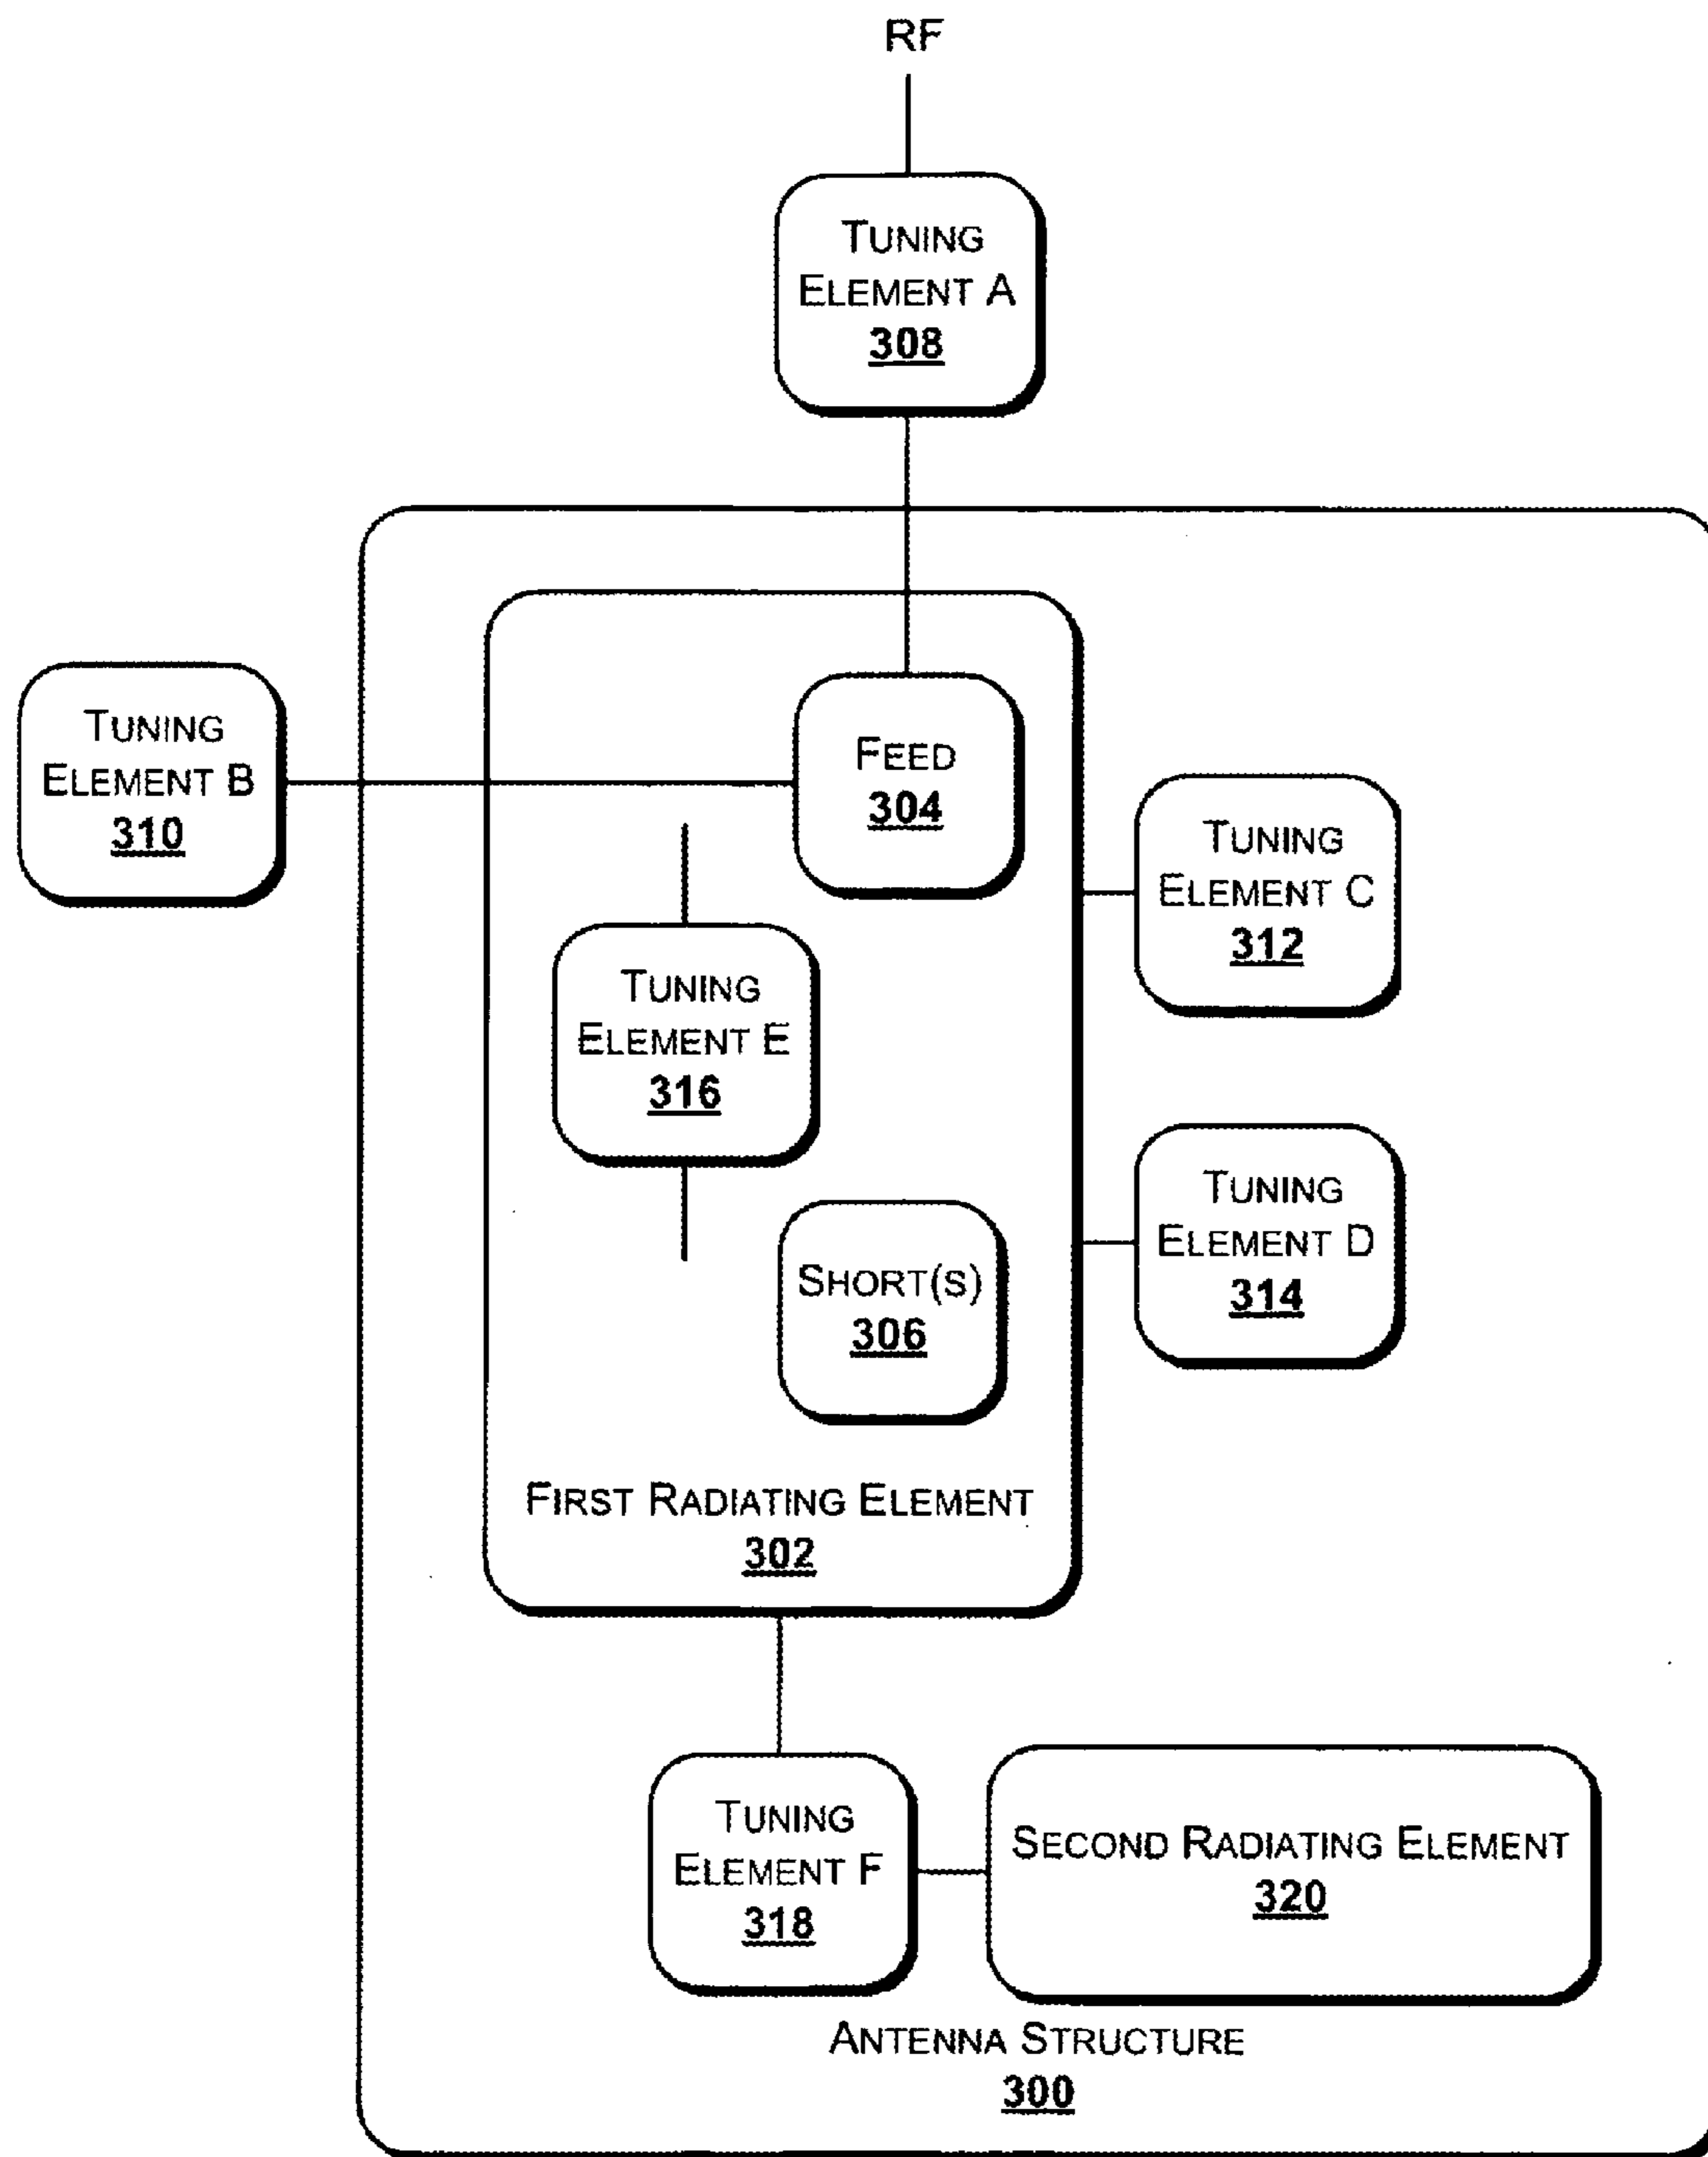 RF
TUNING
ELEMENT A
308
TUNING
ELEMENT B
310
FEED
304
TUNING
ELEMENT C
312
TUNING
ELEMENT E
316
TUNING
ELEMENT D
314
SHORT(S)
306
FIRST RADIATING ELEMENT
302
TUNING
ELEMENT F
318
SECOND RADIATING ELEMENT
320
ANTENNA STRUCTURE
300